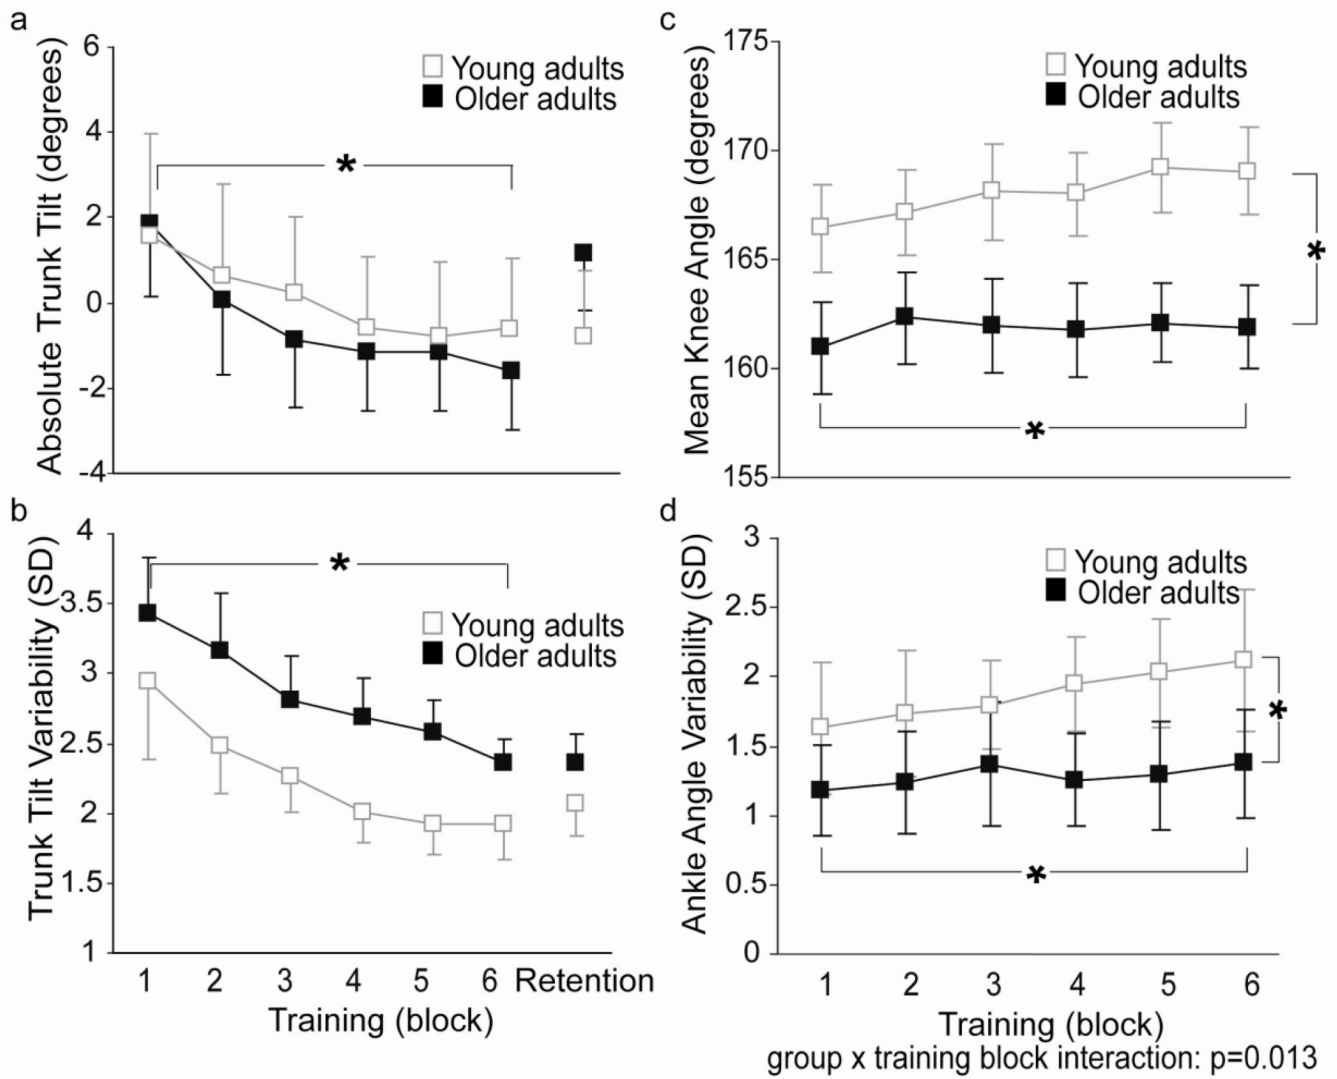 a
Absolute Trunk Tilt (degrees)
6
4
2
0
-2
-4
Young adults
Older adults
*
b
Trunk Tilt Variability (SD)
4
3.5
3
2.5
2
1.5
1
*
Young adults
Older adults
1 2 3 4 5 6 Retention
Training (block)
c
Mean Knee Angle (degrees)
175
170
165
160
155
Young adults
Older adults
*
*
d
Ankle Angle Variability (SD)
3
2.5
2
1.5
1
0.5
0
Young adults
Older adults
*
*
1 2 3 4 5 6
Training (block)
group x training block interaction: p=0.013